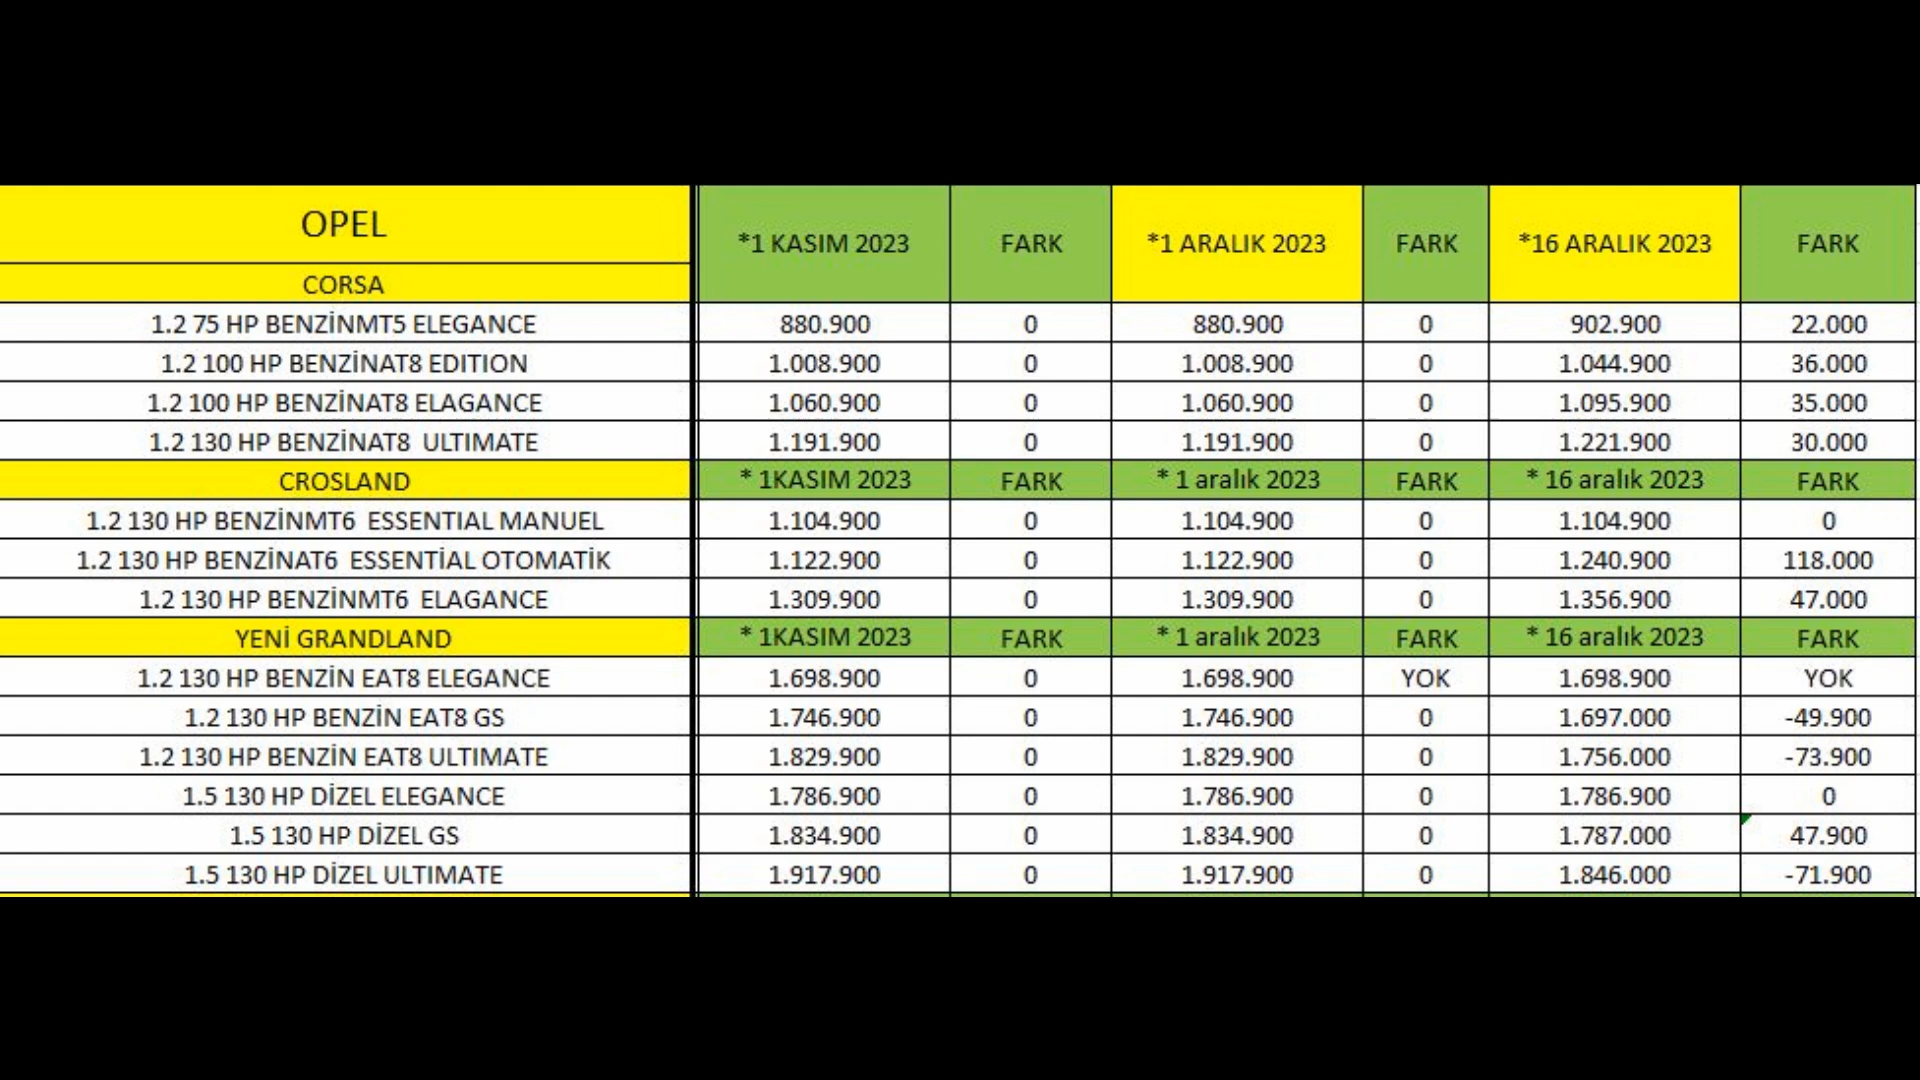 OPEL *1 KASIM 2023 FARK *1 ARALIK 2023 FARK *16 ARALIK 2023 FARK
CORSA
1.2 75 HP BENZİNMT5 ELEGANCE 880.900 0 880.900 0 902.900 22.000
1.2 100 HP BENZİNAT8 EDITION 1.008.900 0 1.008.900 0 1.044.900 36.000
1.2 100 HP BENZİNAT8 ELAGANCE 1.060.900 0 1.060.900 0 1.095.900 35.000
1.2 130 HP BENZİNAT8 ULTIMATE 1.191.900 0 1.191.900 0 1.221.900 30.000
CROSLAND * 1KASIM 2023 FARK * 1 aralık 2023 FARK * 16 aralık 2023 FARK
1.2 130 HP BENZİNMT6 ESSENTIAL MANUEL 1.104.900 0 1.104.900 0 1.104.900 0
1.2 130 HP BENZİNAT6 ESSENTİAL OTOMATİK 1.122.900 0 1.122.900 0 1.240.900 118.000
1.2 130 HP BENZİNMT6 ELAGANCE 1.309.900 0 1.309.900 0 1.356.900 47.000
YENİ GRANDLAND * 1KASIM 2023 FARK * 1 aralık 2023 FARK * 16 aralık 2023 FARK
1.2 130 HP BENZİN EAT8 ELEGANCE 1.698.900 0 1.698.900 YOK 1.698.900 YOK
1.2 130 HP BENZİN EAT8 GS 1.746.900 0 1.746.900 0 1.697.000 -49.900
1.2 130 HP BENZİN EAT8 ULTIMATE 1.829.900 0 1.829.900 0 1.756.000 -73.900
1.5 130 HP DİZEL ELEGANCE 1.786.900 0 1.786.900 0 1.786.900 0
1.5 130 HP DİZEL GS 1.834.900 0 1.834.900 0 1.787.000 47.900
1.5 130 HP DİZEL ULTIMATE 1.917.900 0 1.917.900 0 1.846.000 -71.900